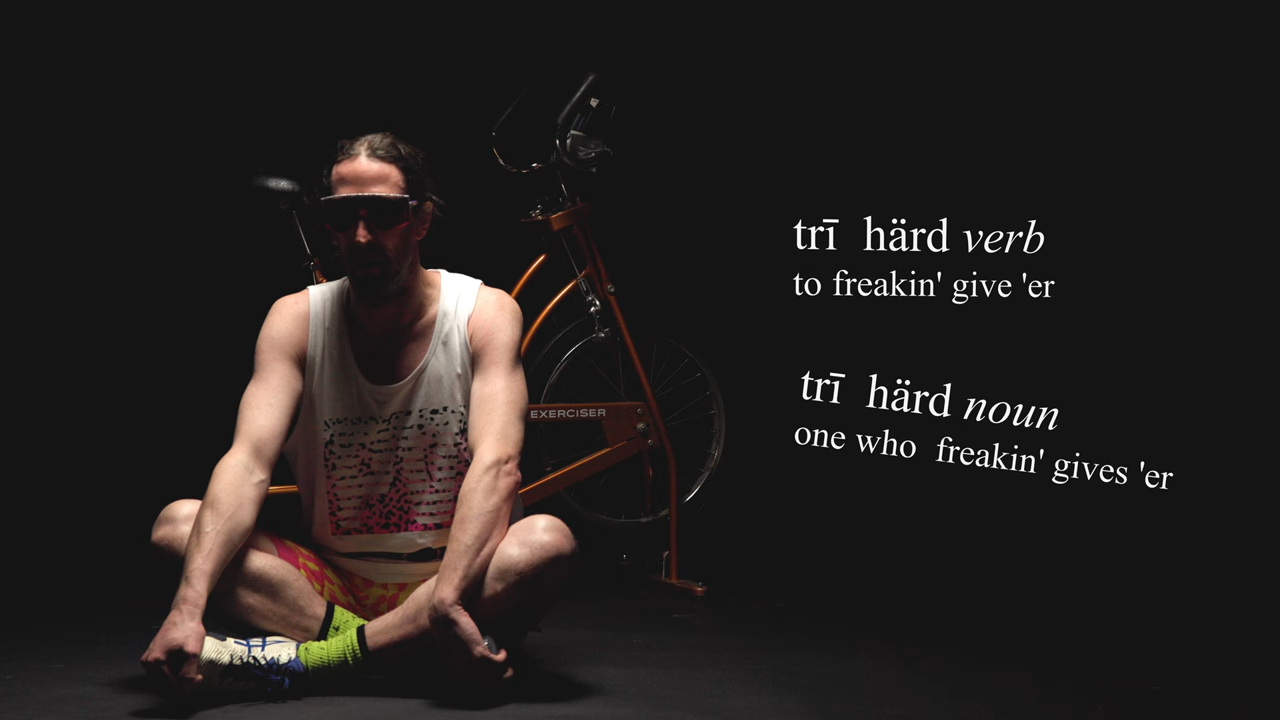 trī härd verb
to freakin' give 'er
trī härd noun
one who freakin' gives 'er
EXERCISER